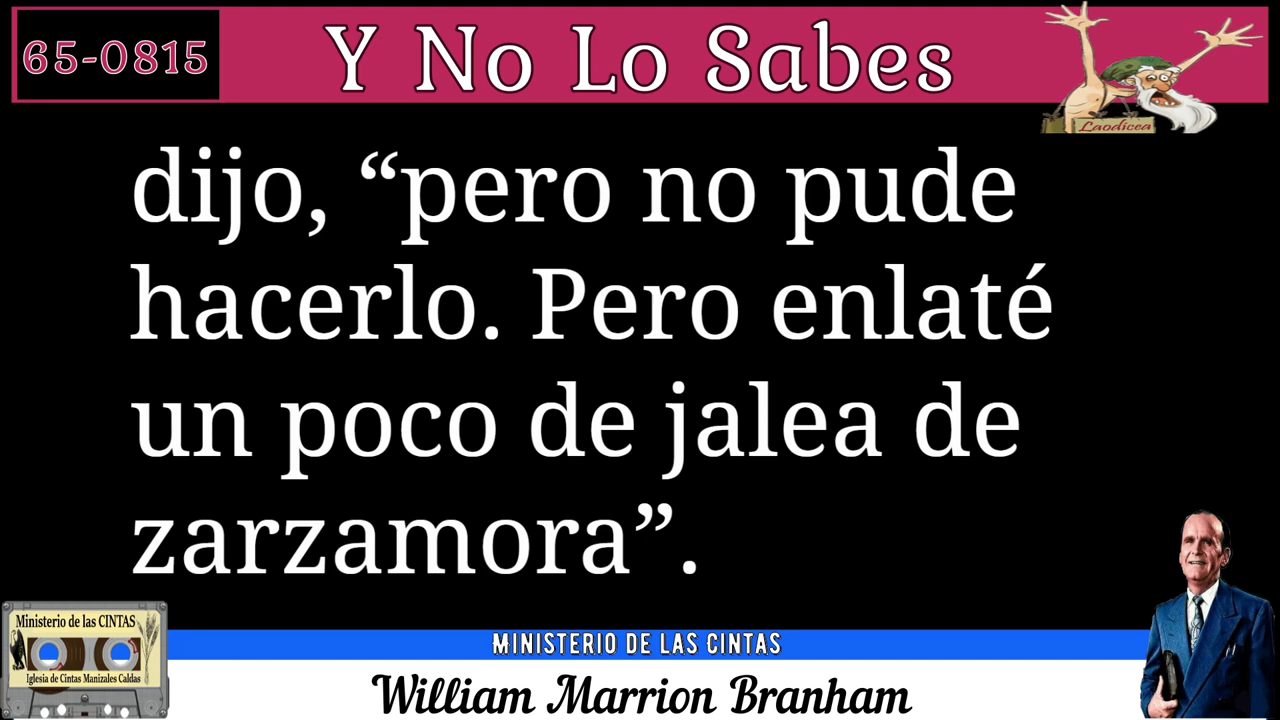 65-0815
Y No Lo Sabes
Laodicea
dijo, “pero no pude
hacerlo. Pero enlaté
un poco de jalea de
zarzamora”.
Ministerio de las CINTAS
Iglesia de Cintas Manizales Caldas
MINISTERIO DE LAS CINTAS
William Marrion Branham